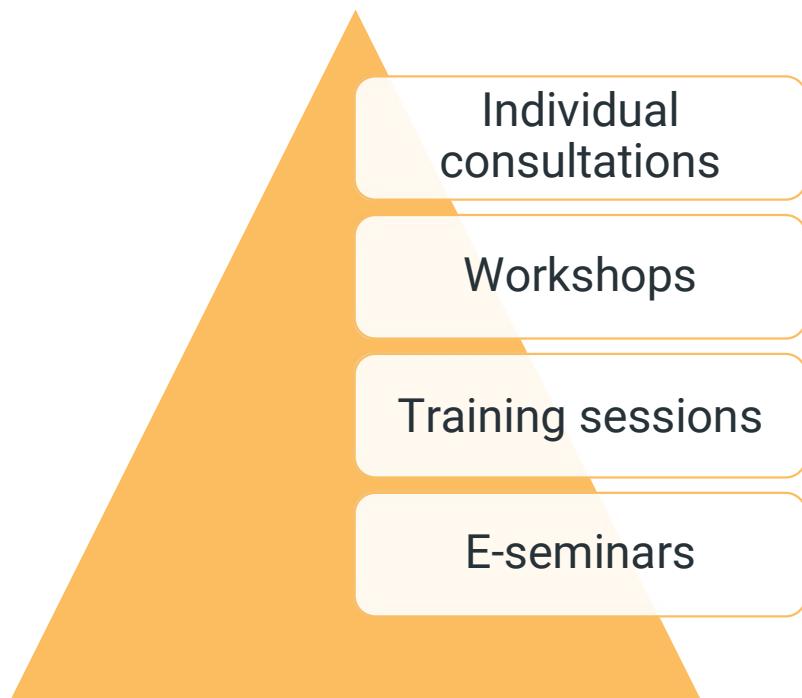 Individual
consultations
Workshops
Training sessions
E-seminars